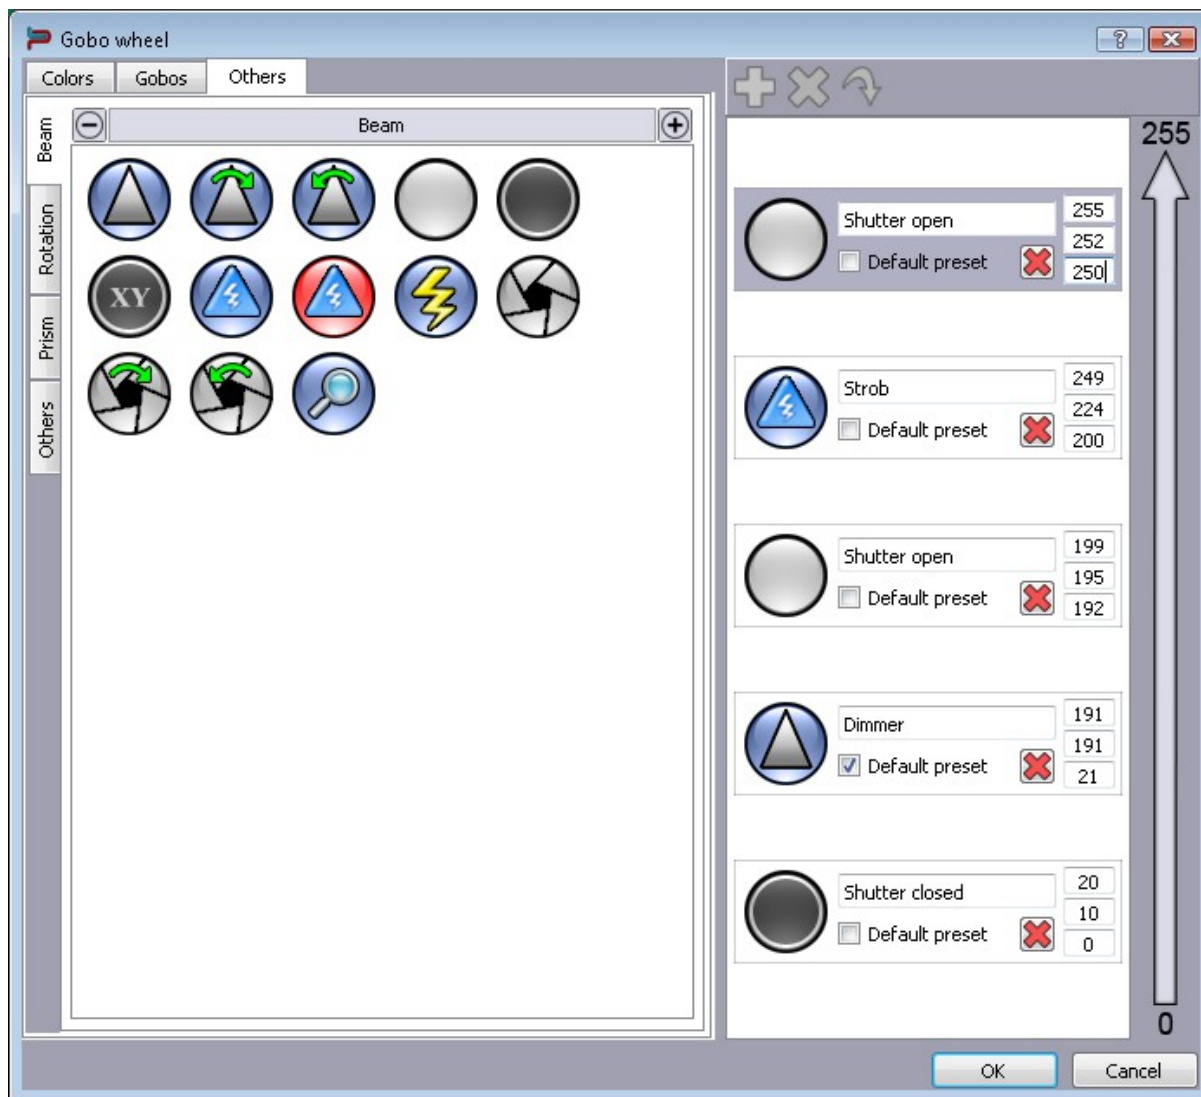 Gobo wheel
Colors
Gobos
Others
Beam
Rotation
Prism
Others
Beam
XY
255
Shutter open
Default preset
255
252
250
Strob
Default preset
249
224
200
Shutter open
Default preset
199
195
192
Dimmer
Default preset
191
191
21
Shutter closed
Default preset
20
10
0
0
OK
Cancel